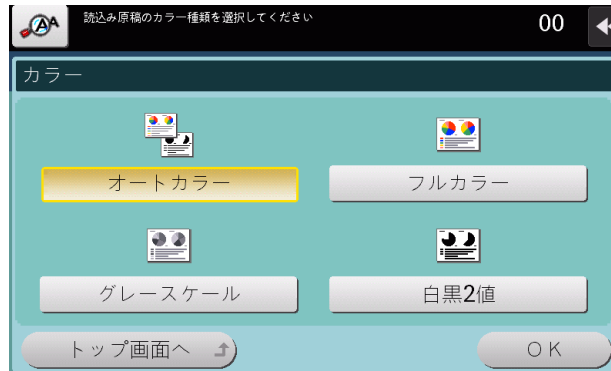 AA
読込み原稿のカラー種類を選択してください
00
カラー
オートカラー
フルカラー
グレースケール
白黒2値
トップ画面へ
OK